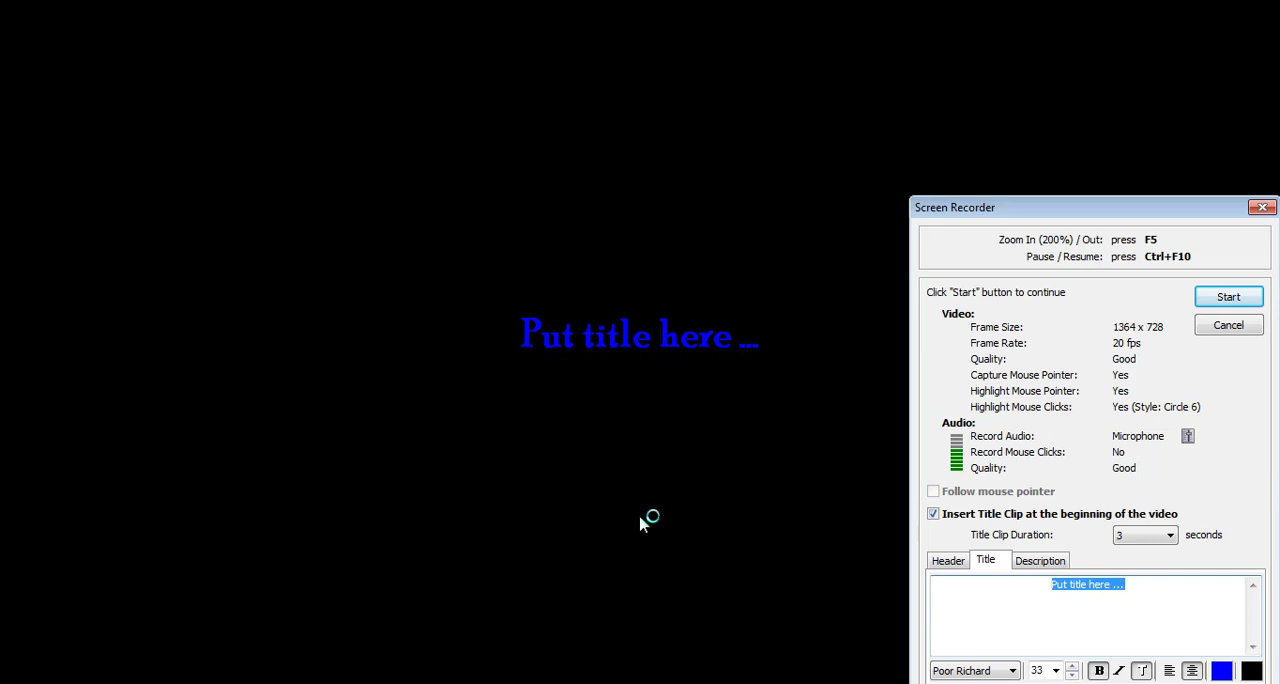 Put title here ...
Screen Recorder
Zoom In (200%) / Out: press F5
Pause / Resume: press Ctrl+F10
Click "Start" button to continue
Start
Cancel
Video:
Frame Size: 1364 x 728
Frame Rate: 20 fps
Quality: Good
Capture Mouse Pointer: Yes
Highlight Mouse Pointer: Yes
Highlight Mouse Clicks: Yes (Style: Circle 6)
Audio:
Record Audio: Microphone
Record Mouse Clicks: No
Quality: Good
Follow mouse pointer
Insert Title Clip at the beginning of the video
Title Clip Duration: 3 seconds
Header Title Description
Put title here ...
Poor Richard 33 B I T